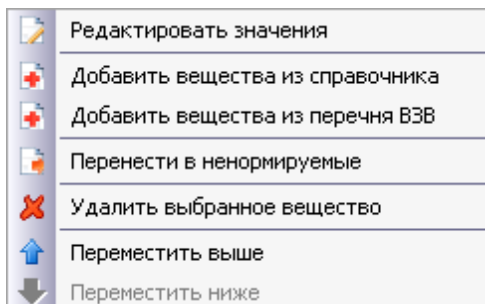 Редактировать значения
Добавить вещества из справочника
Добавить вещества из перечня ВЗВ
Перенести в ненормируемые
Удалить выбранное вещество
Переместить выше
Переместить ниже